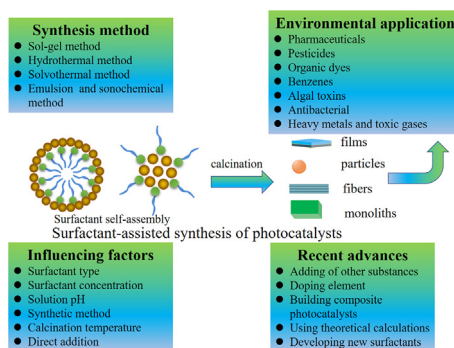 Synthesis method
● Sol-gel method
● Hydrothermal method
● Solvothermal method
● Emulsion and sonochemical
method
Environmental application
● Pharmaceuticals
● Pesticides
● Organic dyes
● Benzenes
● Algal toxins
● Antibacterial
● Heavy metals and toxic gases
calcination
films
particles
fibers
monoliths
Surfactant self-assembly
Surfactant-assisted synthesis of photocatalysts
Influencing factors
● Surfactant type
● Surfactant concentration
● Solution pH
● Synthetic method
● Calcination temperature
● Direct addition
Recent advances
● Adding of other substances
● Doping element
● Building composite
photocatalysts
● Using theoretical calculations
● Developing new surfactants